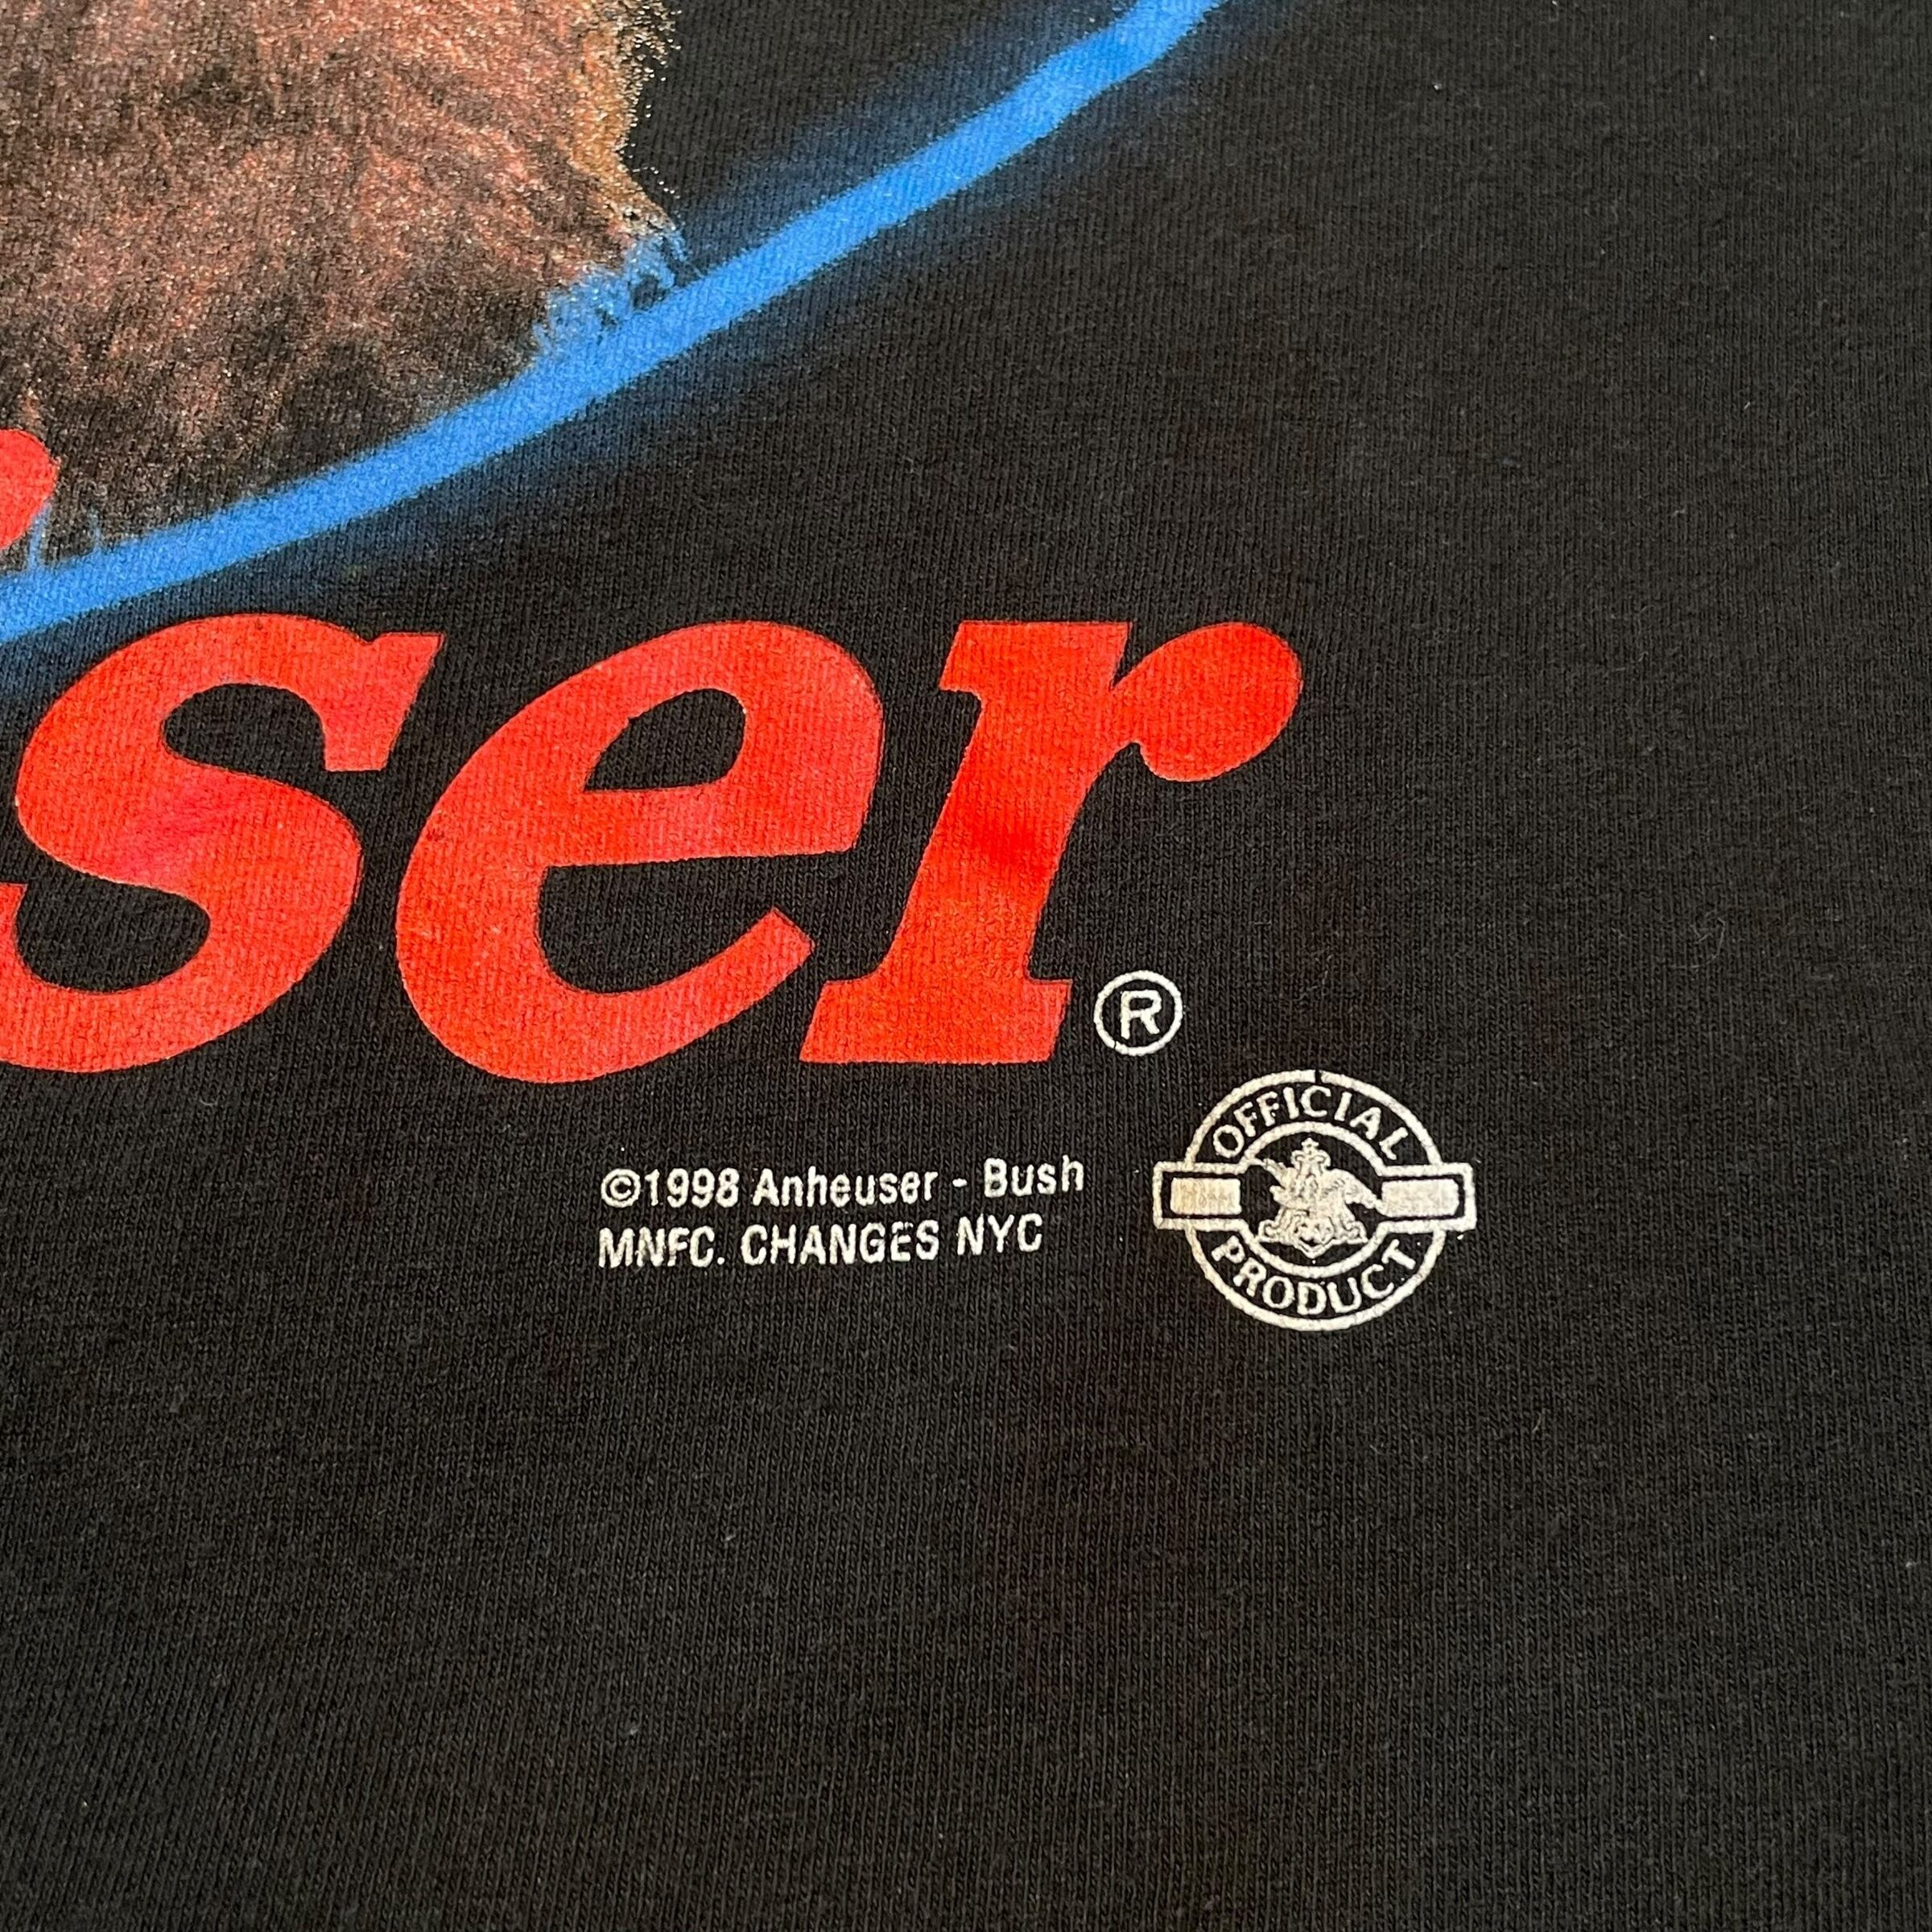 ser®
©1998 Anheuser - Bush
MNFC. CHANGES NYC
OFFICIAL
PRODUCT